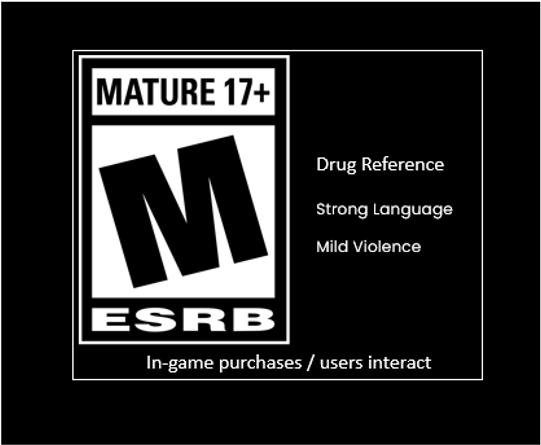 MATURE 17+
M
ESRB
Drug Reference
Strong Language
Mild Violence
In-game purchases / users interact